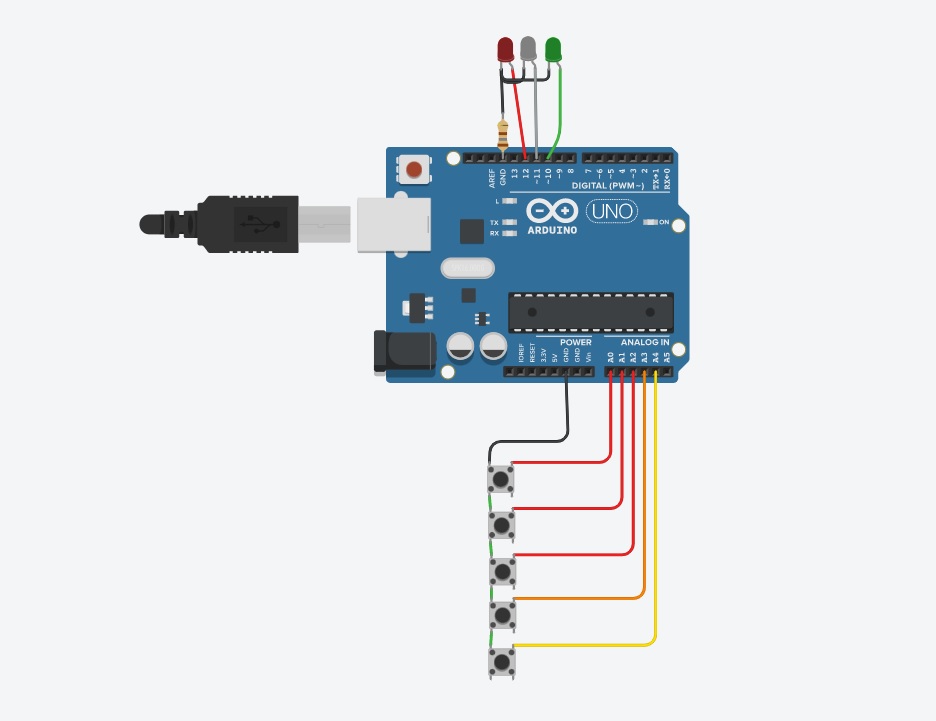 AREF
GND
13
12
~11
~10
~9
8
7
~6
~5
4
~3
2
TX→1
RX←0
DIGITAL (PWM~)
L
TX
RX
ARDUINO
UNO
ON
POWER
ANALOG IN
IOREF
RESET
3.3V
5V
GND
GND
Vin
A0
A1
A2
A3
A4
A5